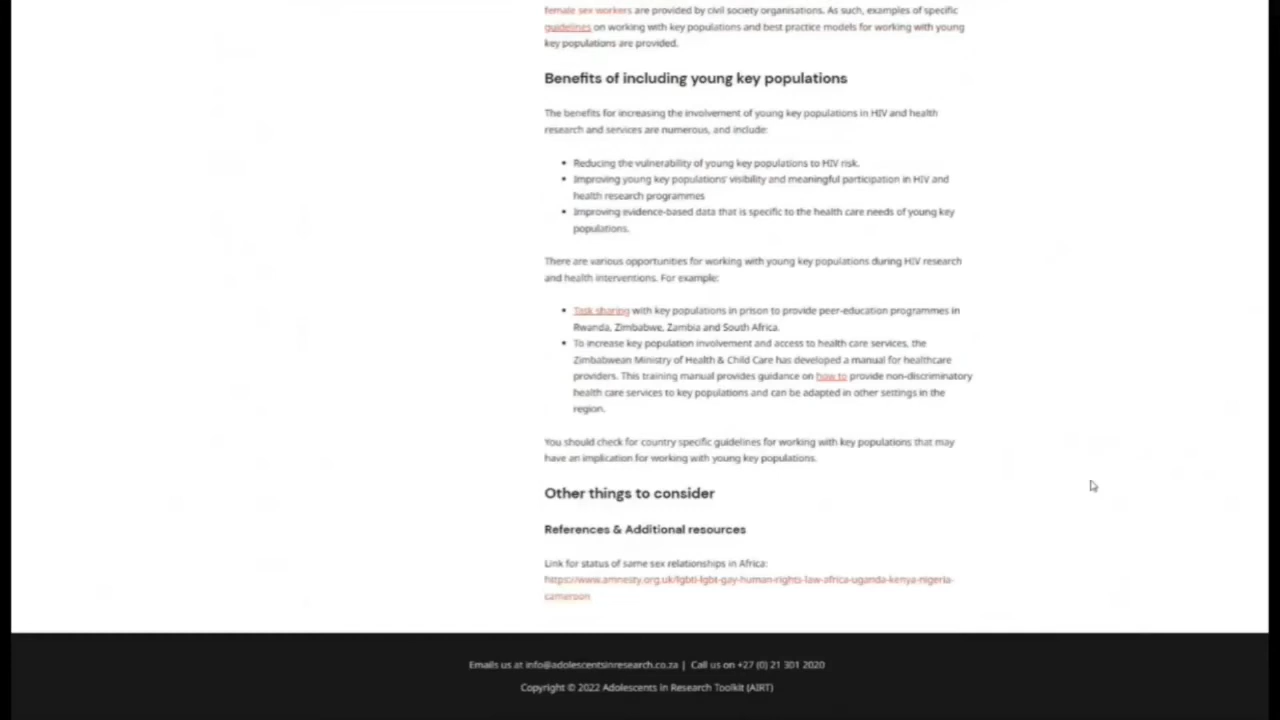 female sex workers are provided by civil society organisations. As such, examples of specific
guidelines on working with key populations and best practice models for working with young
key populations are provided.
Benefits of including young key populations
The benefits for increasing the involvement of young key populations in HIV and health
research and services are numerous, and include:
• Reducing the vulnerability of young key populations to HIV risk.
• Improving young key populations' visibility and meaningful participation in HIV and
health research programmes
• Improving evidence-based data that is specific to the health care needs of young key
populations.
There are various opportunities for working with young key populations during HIV research
and health interventions. For example:
• Task sharing with key populations in prison to provide peer-education programmes in
Rwanda, Zimbabwe, Zambia and South Africa.
• To increase key population involvement and access to health care services, the
Zimbabwean Ministry of Health & Child Care has developed a manual for healthcare
providers. This training manual provides guidance on how to provide non-discriminatory
health care services to key populations and can be adapted in other settings in the
region.
You should check for country specific guidelines for working with key populations that may
have an implication for working with young key populations.
Other things to consider
References & Additional resources
Link for status of same sex relationships in Africa:
https://www.amnesty.org.uk/lgbti-lgbt-gay-human-rights-law-africa-uganda-kenya-nigeria-
cameroon
Emails us at info@adolescentsinresearch.co.za | Call us on +27 (0) 21 301 2020
Copyright © 2022 Adolescents in Research Toolkit (AIRT)